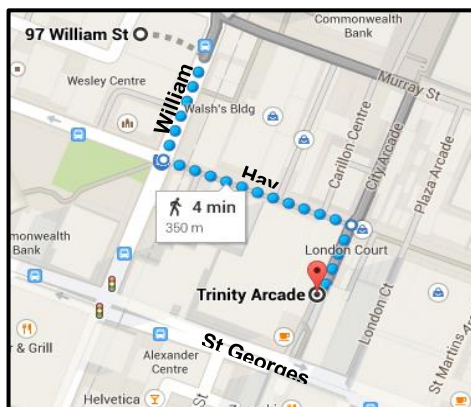 97 William St
Commonwealth
Bank
Wesley Centre
William
Walsh's Bldg
Murray St
Hay
Carillon Centre
City Arcade
Plaza Arcade
4 min
350 m
London Court
mmonwealth
Bank
Trinity Arcade
London Ct
St Martins
St Georges
r & Grill
Alexander
Centre
Helvetica
St